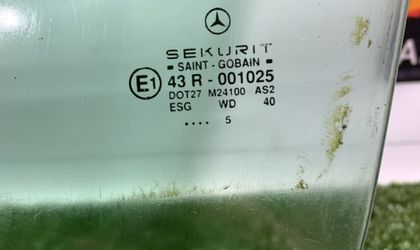 SEKURIT
SAINT - GOBAIN
E1 43 R - 001025
DOT27 M24100 AS2
ESG WD 40
.... 5